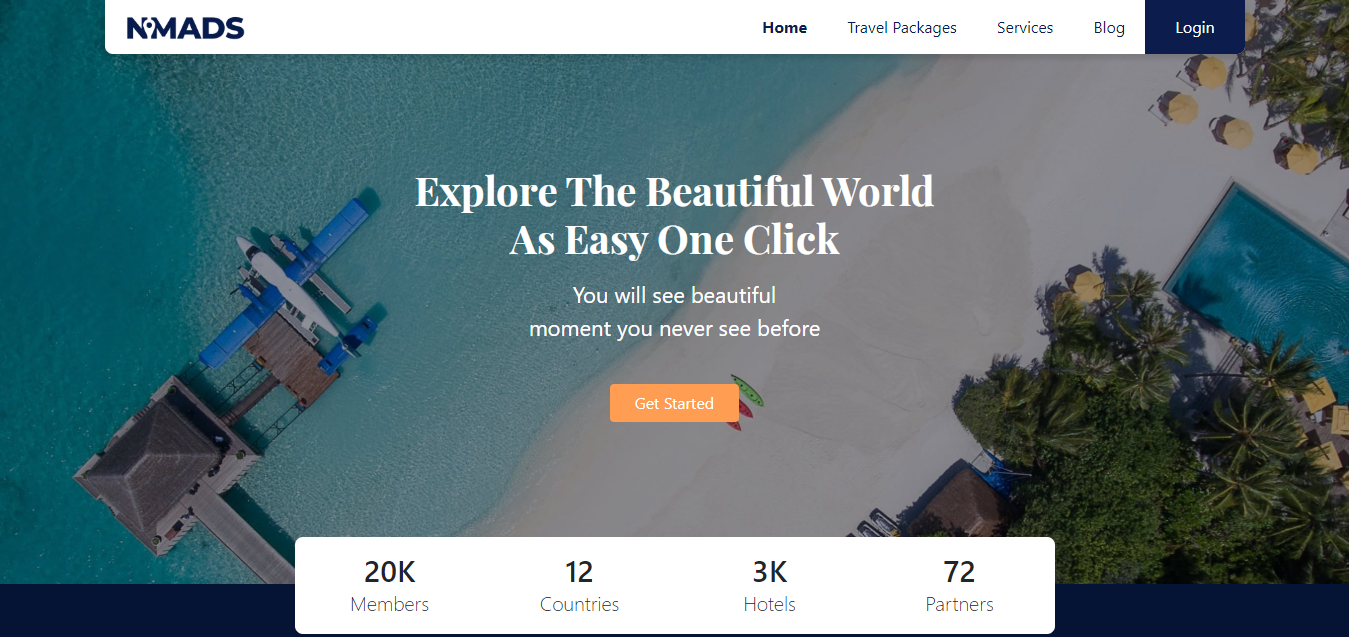 NOMADS
Home
Travel Packages
Services
Blog
Login
Explore The Beautiful World
As Easy One Click
You will see beautiful
moment you never see before
Get Started
20K
Members
12
Countries
3K
Hotels
72
Partners